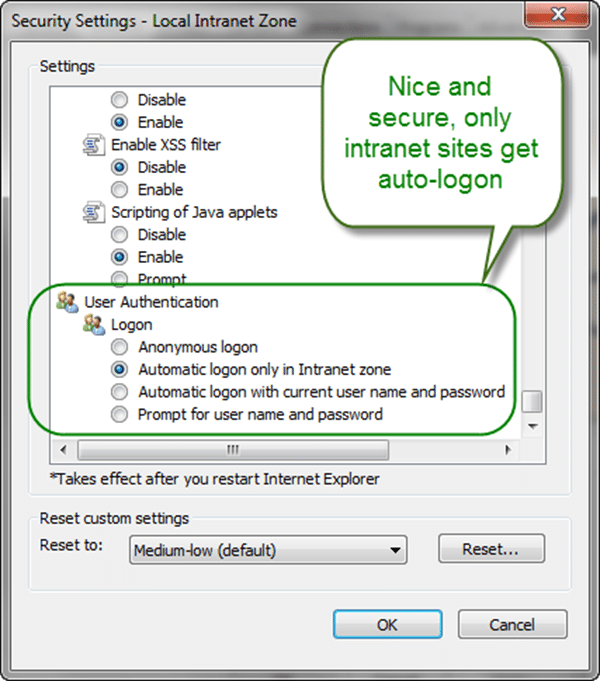 Security Settings - Local Intranet Zone
Settings
Disable
Enable
Enable XSS filter
Disable
Enable
Scripting of Java applets
Disable
Enable
Prompt
User Authentication
Logon
Anonymous logon
Automatic logon only in Intranet zone
Automatic logon with current user name and password
Prompt for user name and password
*Takes effect after you restart Internet Explorer
Reset custom settings
Reset to:
Medium-low (default)
Reset...
OK
Cancel
Nice and
secure, only
intranet sites get
auto-logon